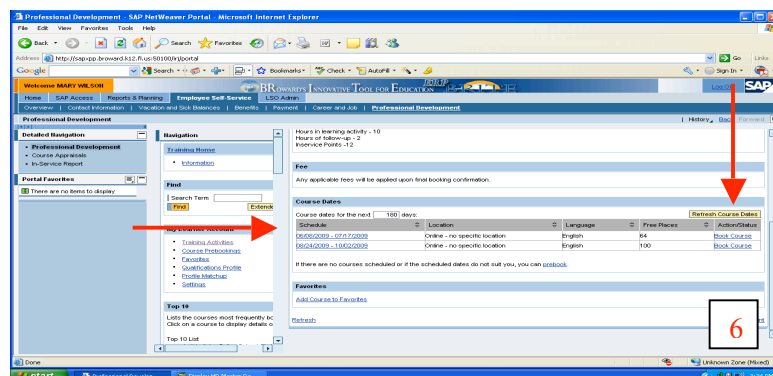 Professional Development - SAP NetWeaver Portal - Microsoft Internet Explorer
File Edit View Favorites Tools Help
Back Search Favorites
Address http://sapxpp.broward.k12.fl.us:50100/irj/portal Go Links
Google Search Bookmarks Check AutoFill Sign In
Welcome MARY WILSON BROWARD'S INNOVATIVE TOOL FOR EDUCATION Log Off SAP
Home SAP Access Reports & Planning Employee Self-Service LSO Admin
Overview | Contact Information | Vacation and Sick Balances | Benefits | Payment | Career and Job | Professional Development
Professional Development | History Back Forward
Detailed Navigation
Professional Development
Course Appraisals
In-Service Report
Portal Favorites
There are no items to display
Navigation
Training Home
Information
Find
Search Term
Find Extende
My Learner Account
Training Activities
Course Prebookings
Favorites
Qualifications Profile
Profile Matchup
Settings
Top 10
Lists the courses most frequently bo
Click on a course to display details o
Top 10 List
Hours in learning activity - 10
Hours of follow-up - 2
Inservice Points -12
Fee
Any applicable fees will be applied upon final booking confirmation.
Course Dates
Course dates for the next 180 days: Refresh Course Dates
Schedule Location Language Free Places Action/Status
06/08/2009 - 07/17/2009 Online - no specific location English 64 Book Course
08/24/2009 - 10/02/2009 Online - no specific location English 100 Book Course
If there are no courses scheduled or if the scheduled dates do not suit you, you can prebook.
Favorites
Add Course to Favorites
Refresh
6
Done Unknown Zone (Mixed)